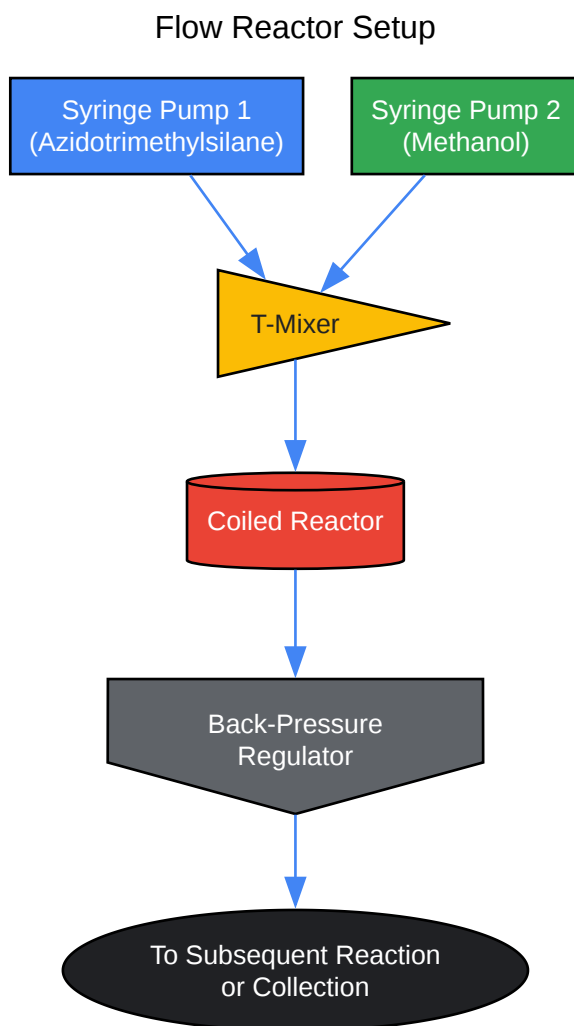 Flow Reactor Setup
Syringe Pump 1
(Azidotrimethylsilane)
Syringe Pump 2
(Methanol)
T-Mixer
Coiled Reactor
Back-Pressure
Regulator
To Subsequent Reaction
or Collection